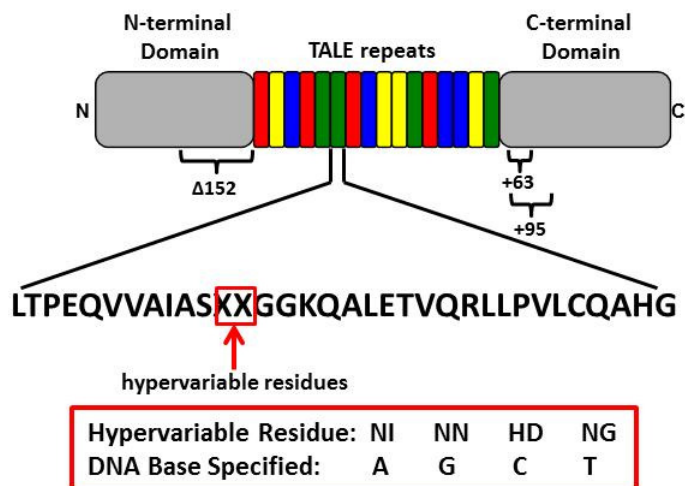 N-terminal Domain
TALE repeats
C-terminal Domain
N
C
Δ152
+63
+95
LTPEQVVAIASXXGGKQALETVQRLLPVLCQAHG
hypervariable residues
Hypervariable Residue: NI NN HD NG
DNA Base Specified: A G C T